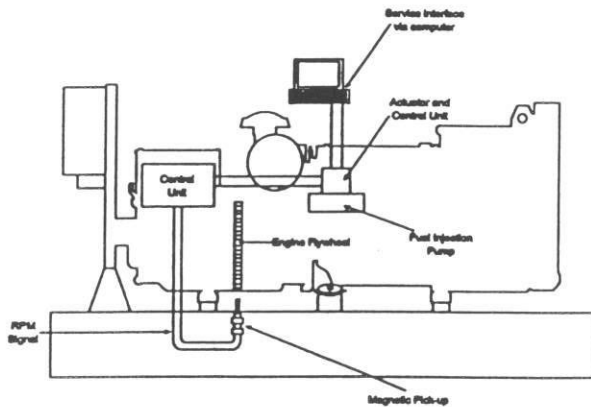 Service Interface
via computer
Actuator and
Control Unit
Control
Unit
Engine Flywheel
Fuel Injection
Pump
RPM
Signal
Magnetic Pick-up